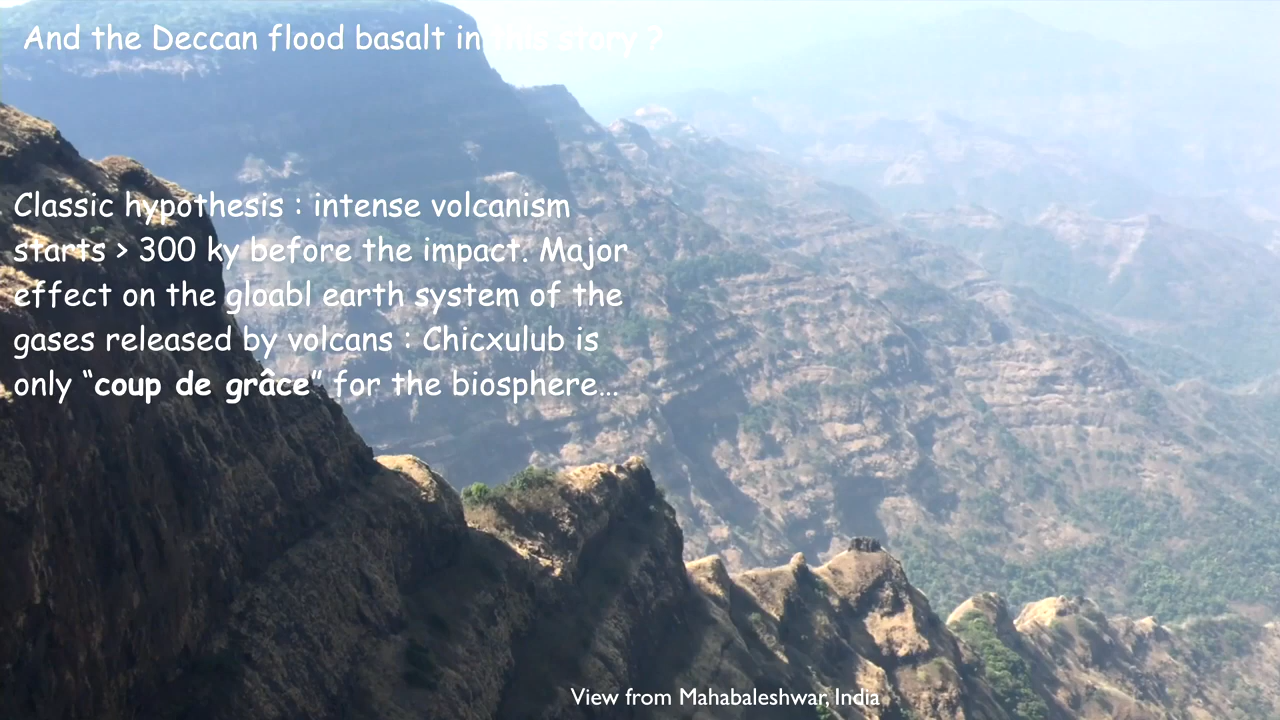 And the Deccan flood basalt in this story ?
Classic hypothesis : intense volcanism
starts > 300 ky before the impact. Major
effect on the gloabl earth system of the
gases released by volcans : Chicxulub is
only “coup de grâce” for the biosphere...
View from Mahabaleshwar, India